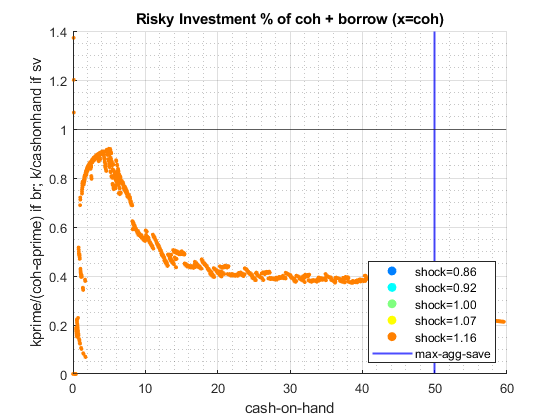 Risky Investment % of coh + borrow (x=coh)
kprime/(coh-aprime) if br; k/cashonhand if sv
1.4
1.2
1
0.8
0.6
0.4
0.2
0
0 10 20 30 40 50 60
cash-on-hand
shock=0.86
shock=0.92
shock=1.00
shock=1.07
shock=1.16
max-agg-save